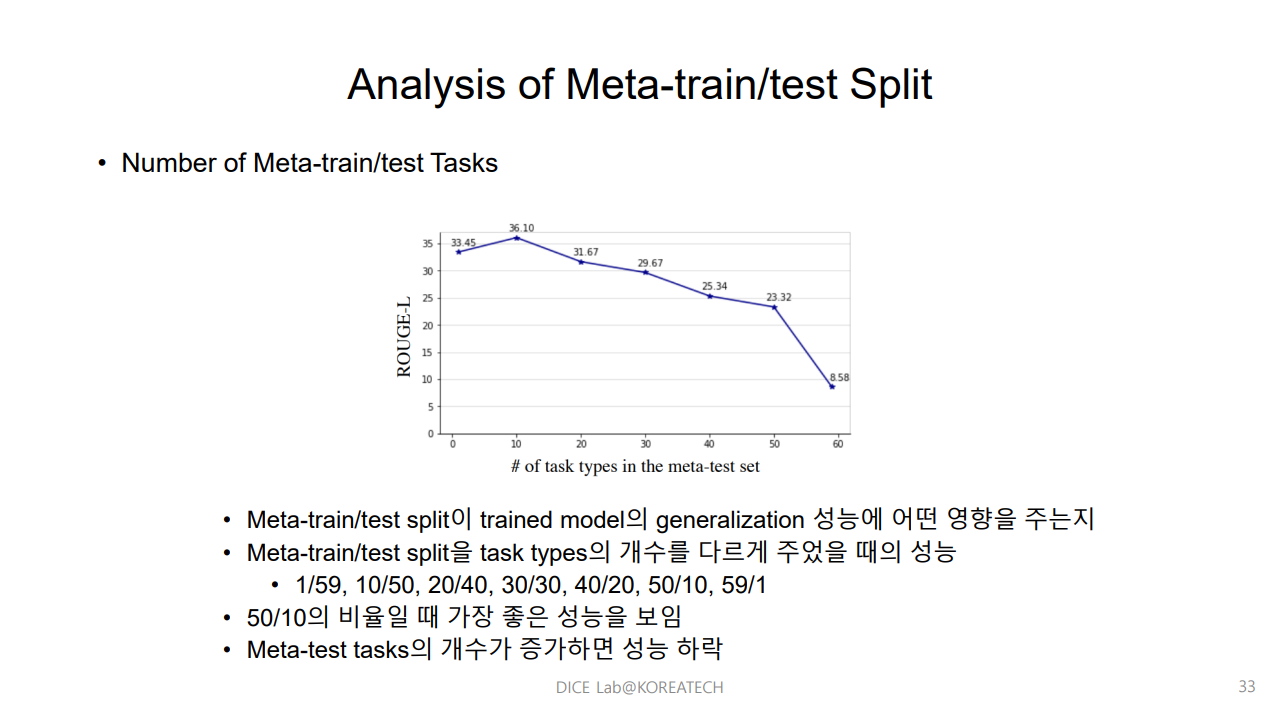 Analysis of Meta-train/test Split
• Number of Meta-train/test Tasks
33.45
36.10
31.67
29.67
25.34
23.32
8.58
35
30
25
20
15
10
5
0
ROUGE-L
0 10 20 30 40 50 60
# of task types in the meta-test set
• Meta-train/test split이 trained model의 generalization 성능에 어떤 영향을 주는지
• Meta-train/test split을 task types의 개수를 다르게 주었을 때의 성능
• 1/59, 10/50, 20/40, 30/30, 40/20, 50/10, 59/1
• 50/10의 비율일 때 가장 좋은 성능을 보임
• Meta-test tasks의 개수가 증가하면 성능 하락
DICE Lab@KOREATECH
33